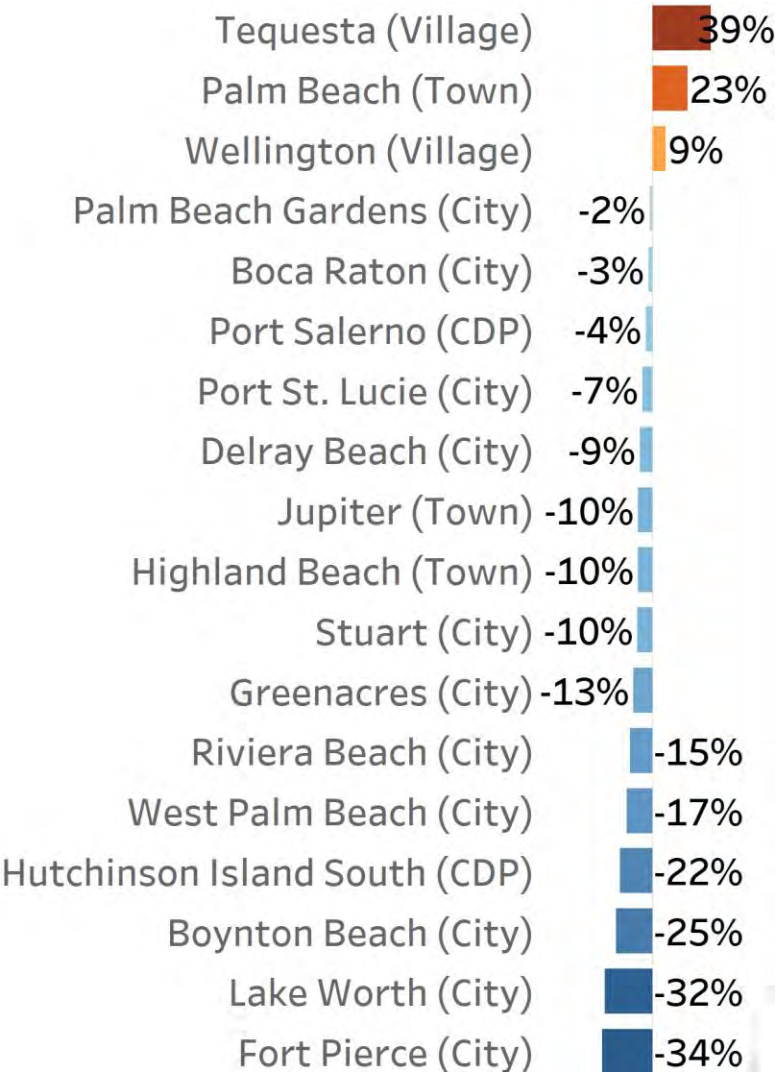 Tequesta (Village) 39%
Palm Beach (Town) 23%
Wellington (Village) 9%
Palm Beach Gardens (City) -2%
Boca Raton (City) -3%
Port Salerno (CDP) -4%
Port St. Lucie (City) -7%
Delray Beach (City) -9%
Jupiter (Town) -10%
Highland Beach (Town) -10%
Stuart (City) -10%
Greenacres (City) -13%
Riviera Beach (City) -15%
West Palm Beach (City) -17%
Hutchinson Island South (CDP) -22%
Boynton Beach (City) -25%
Lake Worth (City) -32%
Fort Pierce (City) -34%